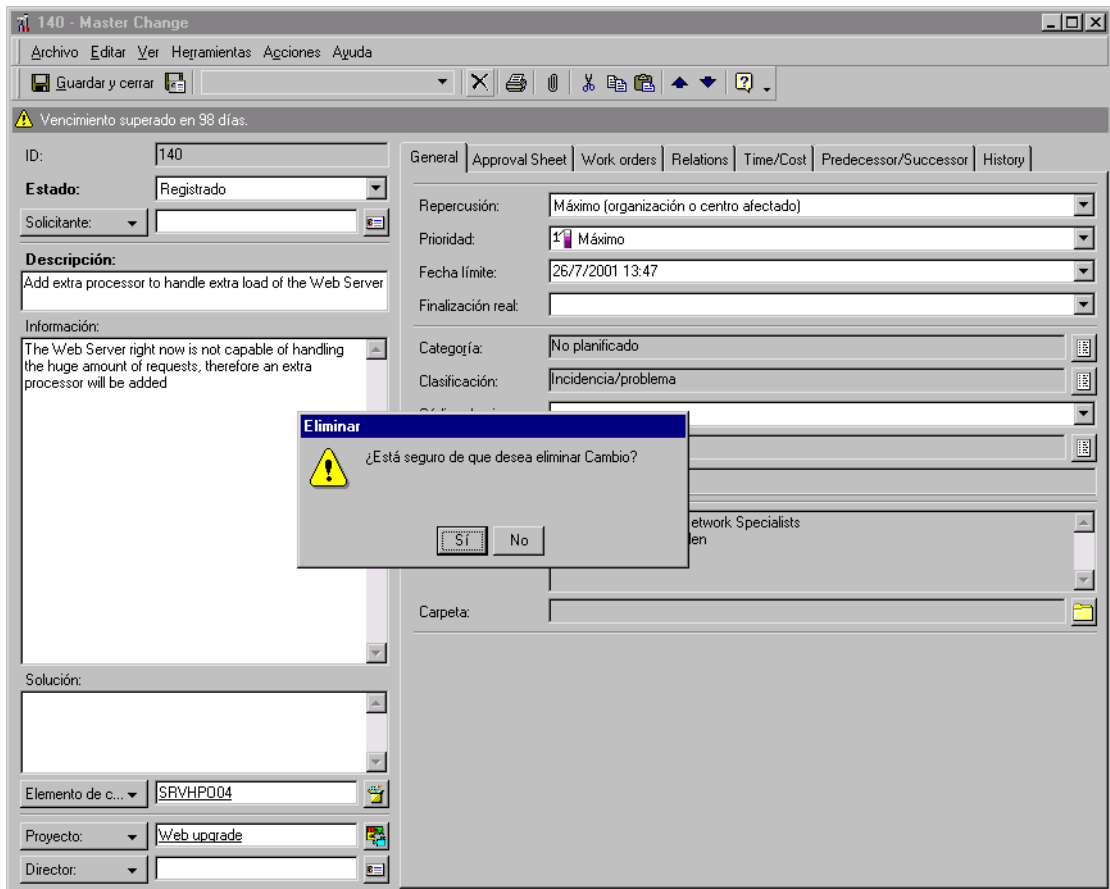 140 - Master Change
Archivo Editar Ver Herramientas Acciones Ayuda
Guardar y cerrar
Vencimiento superado en 98 días.
ID: 140
Estado: Registrado
Solicitante:
Descripción:
Add extra processor to handle extra load of the Web Server
Información:
The Web Server right now is not capable of handling
the huge amount of requests, therefore an extra
processor will be added
Solución:
Elemento de c... SRVHPO04
Proyecto: Web upgrade
Director:
General Approval Sheet Work orders Relations Time/Cost Predecessor/Successor History
Repercusión: Máximo (organización o centro afectado)
Prioridad: 1 Máximo
Fecha límite: 26/7/2001 13:47
Finalización real:
Categoría: No planificado
Clasificación: Incidencia/problema
etwork Specialists
Carpeta:
Eliminar
¿Está seguro de que desea eliminar Cambio?
Sí No